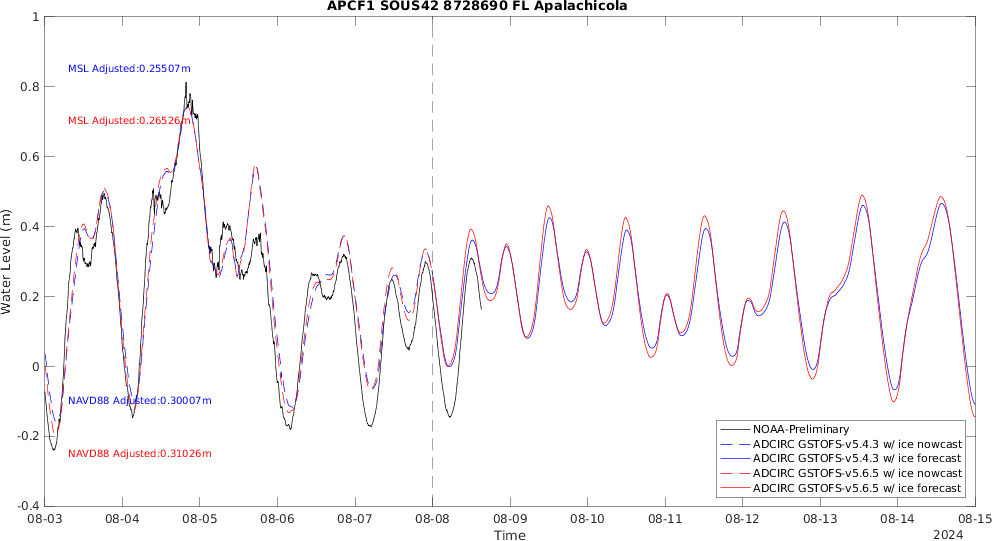 APCF1 SOUS42 8728690 FL Apalachicola
Water Level (m)
1
0.8
0.6
0.4
0.2
0
-0.2
-0.4
MSL Adjusted:0.25507m
MSL Adjusted:0.26526m
NAVD88 Adjusted:0.30007m
NAVD88 Adjusted:0.31026m
NOAA-Preliminary
ADCIRC GSTOFS-v5.4.3 w/ ice nowcast
ADCIRC GSTOFS-v5.4.3 w/ ice forecast
ADCIRC GSTOFS-v5.6.5 w/ ice nowcast
ADCIRC GSTOFS-v5.6.5 w/ ice forecast
08-03 08-04 08-05 08-06 08-07 08-08 08-09 08-10 08-11 08-12 08-13 08-14 08-15
Time
2024